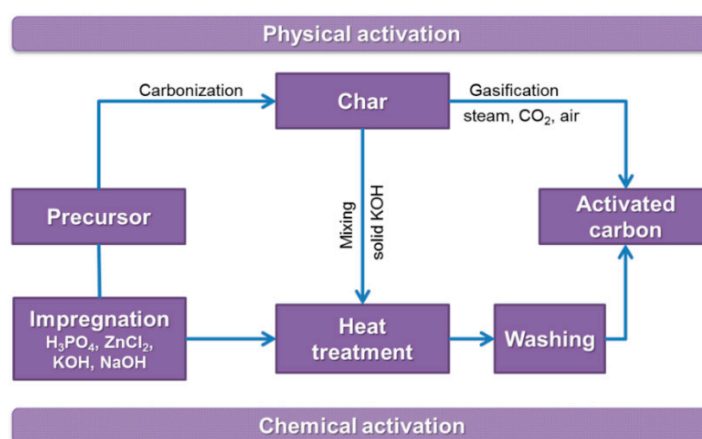 Physical activation
Carbonization
Char
Gasification
steam, CO₂, air
Precursor
Mixing
solid KOH
Activated
carbon
Impregnation
H₃PO₄, ZnCl₂,
KOH, NaOH
Heat
treatment
Washing
Chemical activation